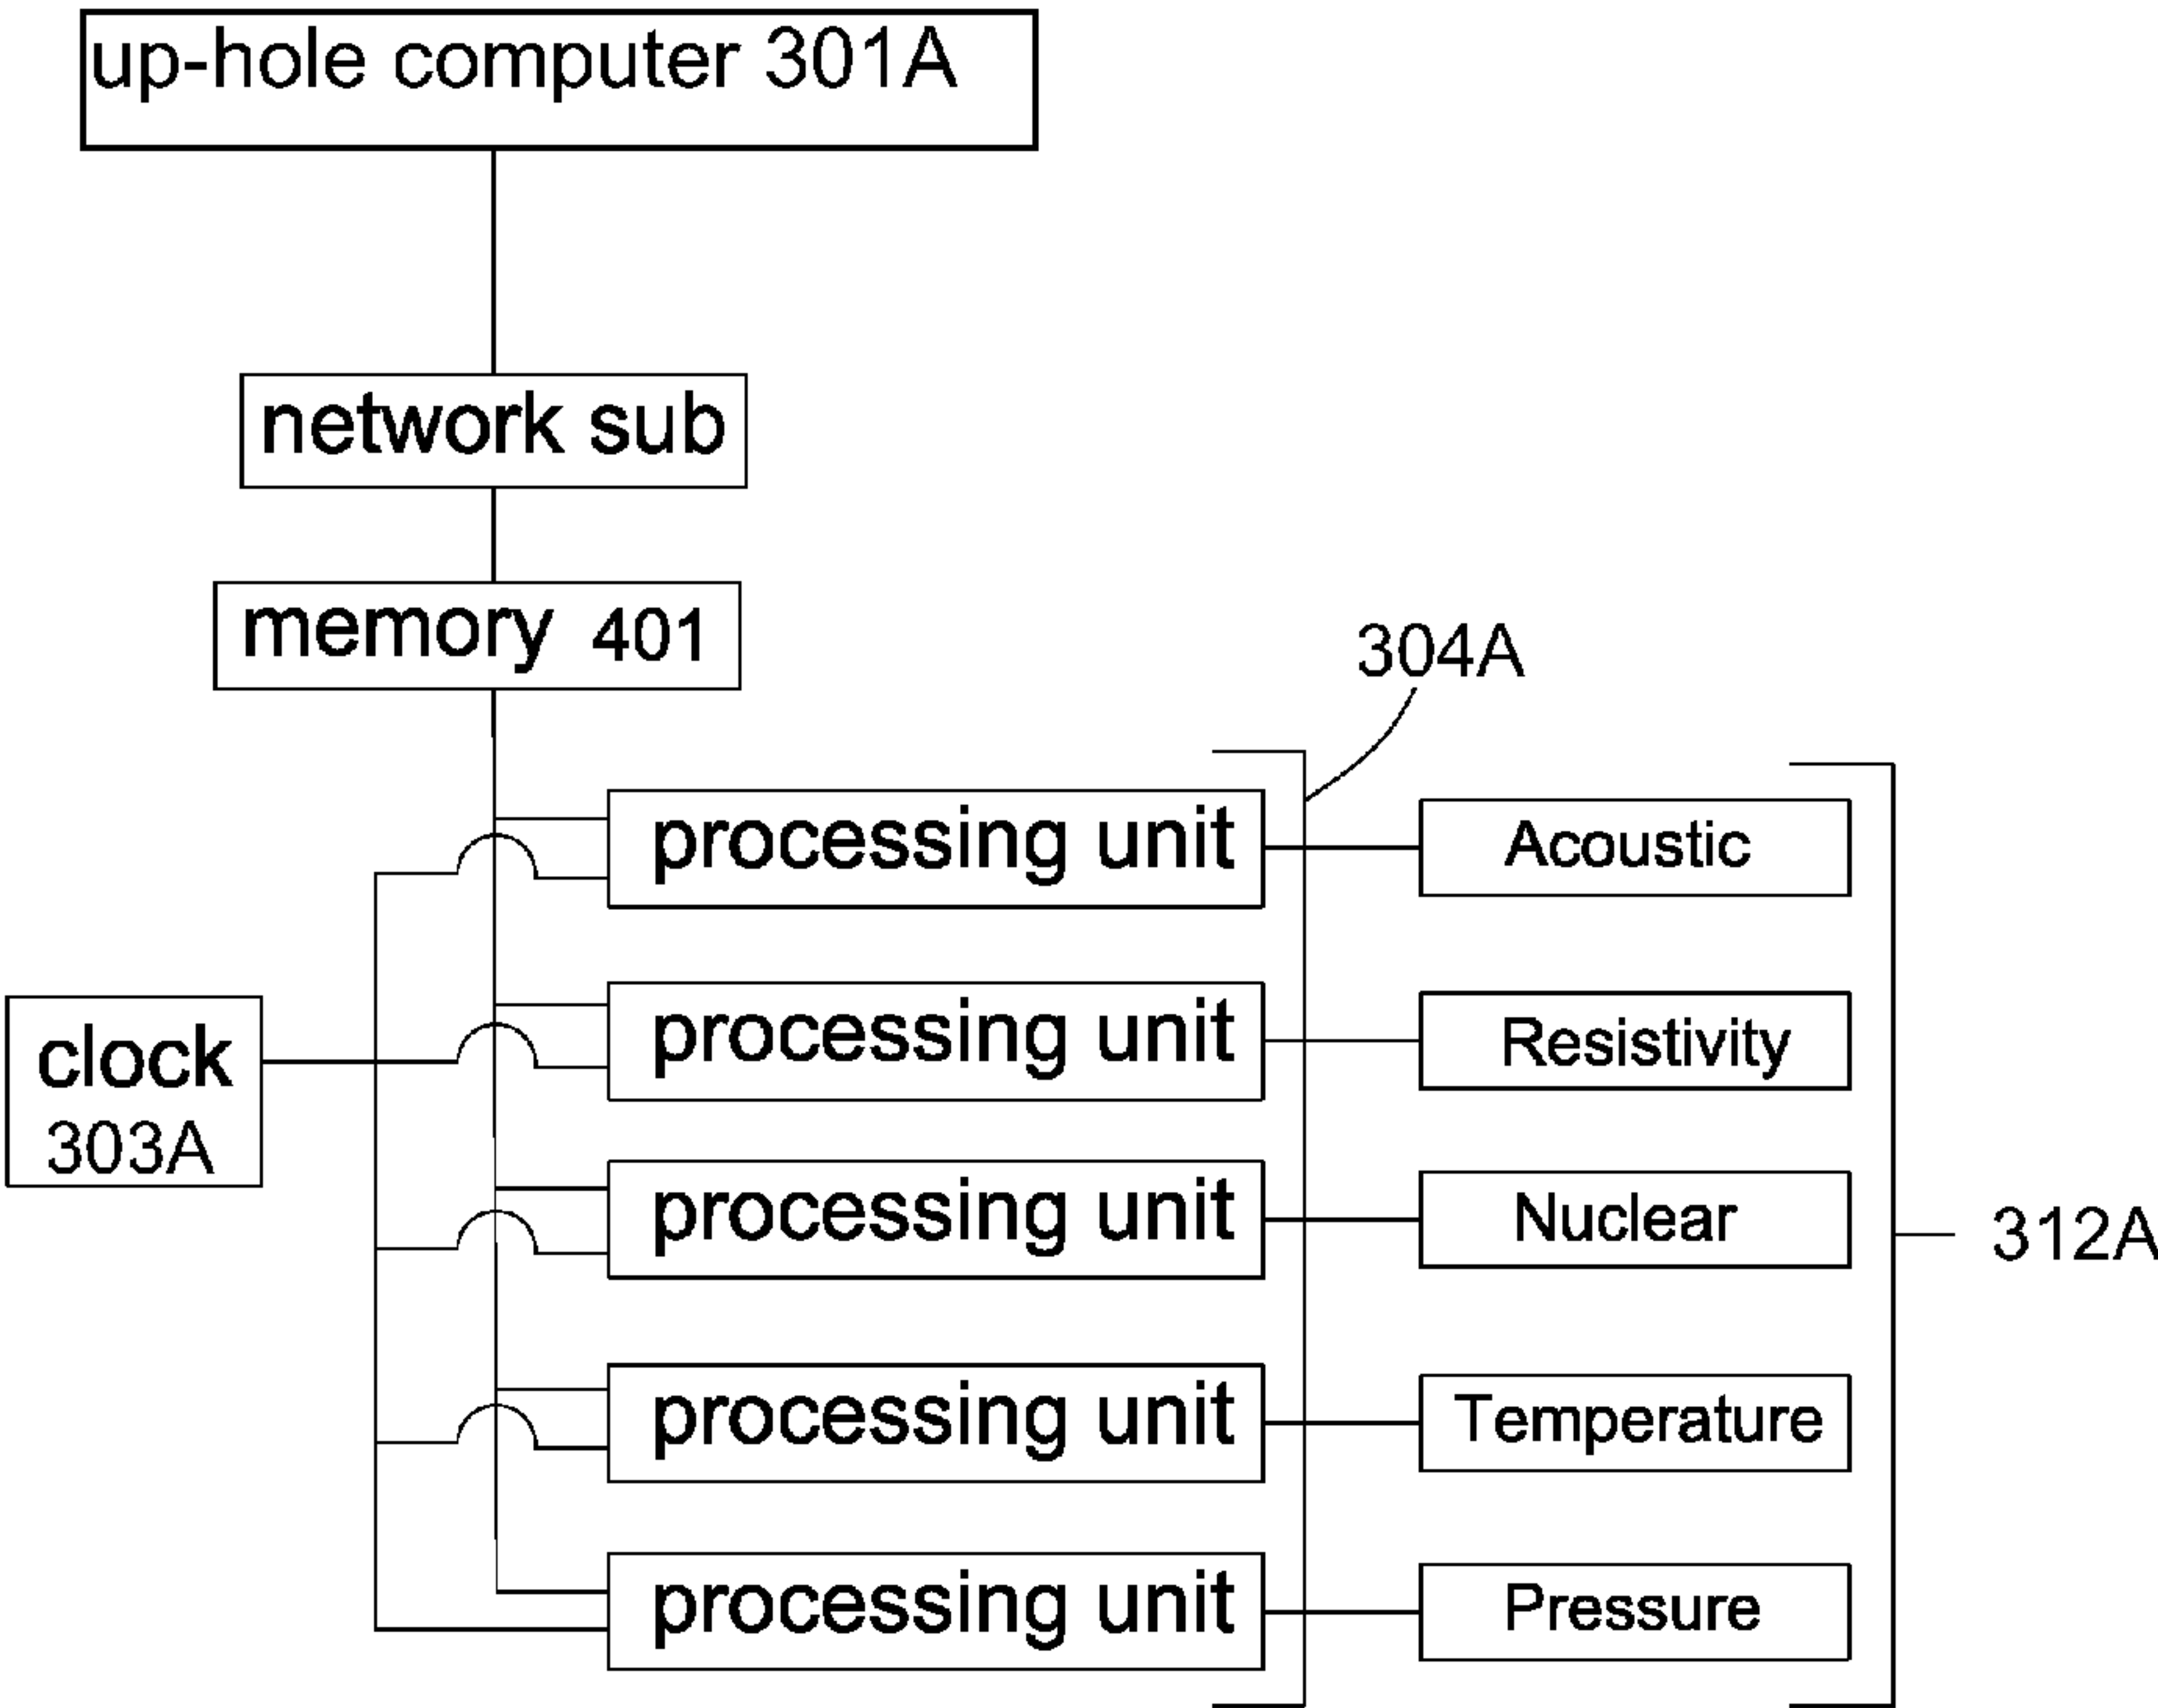 up-hole computer 301A
network sub
memory 401
304A
processing unit
Acoustic
processing unit
Resistivity
clock
303A
processing unit
Nuclear
312A
processing unit
Temperature
processing unit
Pressure